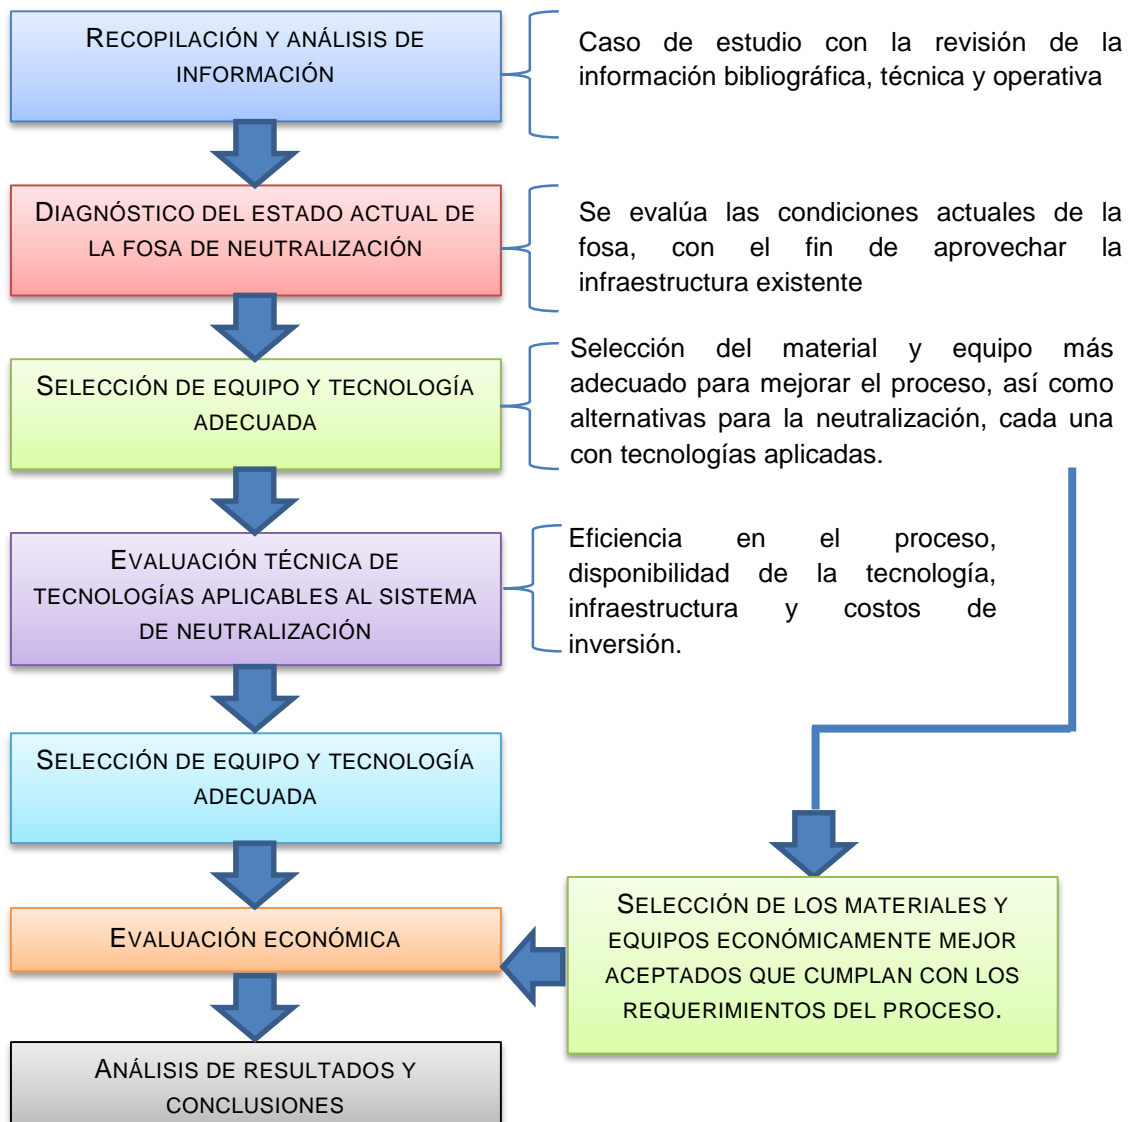 RECOPILACIÓN Y ANÁLISIS DE
INFORMACIÓN
Caso de estudio con la revisión de la
información bibliográfica, técnica y operativa
DIAGNÓSTICO DEL ESTADO ACTUAL DE
LA FOSA DE NEUTRALIZACIÓN
Se evalúa las condiciones actuales de la
fosa, con el fin de aprovechar la
infraestructura existente
SELECCIÓN DE EQUIPO Y TECNOLOGÍA
ADECUADA
Selección del material y equipo más
adecuado para mejorar el proceso, así como
alternativas para la neutralización, cada una
con tecnologías aplicadas.
EVALUACIÓN TÉCNICA DE
TECNOLOGÍAS APLICABLES AL SISTEMA
DE NEUTRALIZACIÓN
Eficiencia en el proceso,
disponibilidad de la tecnología,
infraestructura y costos de
inversión.
SELECCIÓN DE EQUIPO Y TECNOLOGÍA
ADECUADA
EVALUACIÓN ECONÓMICA
SELECCIÓN DE LOS MATERIALES Y
EQUIPOS ECONÓMICAMENTE MEJOR
ACEPTADOS QUE CUMPLAN CON LOS
REQUERIMIENTOS DEL PROCESO.
ANÁLISIS DE RESULTADOS Y
CONCLUSIONES